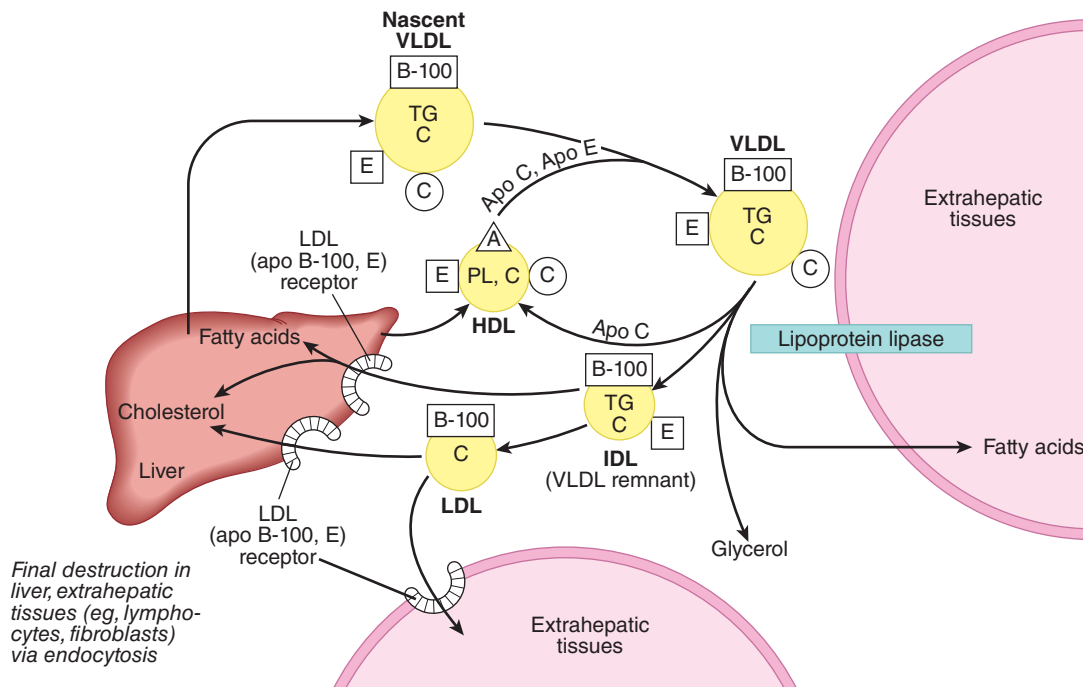 Nascent
VLDL
B-100
TG
C
E
C
Apo C, Apo E
VLDL
B-100
TG
C
E
C
Extrahepatic
tissues
LDL
(apo B-100, E)
receptor
A
E
PL, C
C
HDL
Apo C
Lipoprotein lipase
Fatty acids
Cholesterol
Liver
B-100
TG
C
E
IDL
(VLDL remnant)
B-100
C
LDL
Fatty acids
Glycerol
LDL
(apo B-100, E)
receptor
Final destruction in
liver, extrahepatic
tissues (eg, lympho-
cytes, fibroblasts)
via endocytosis
Extrahepatic
tissues